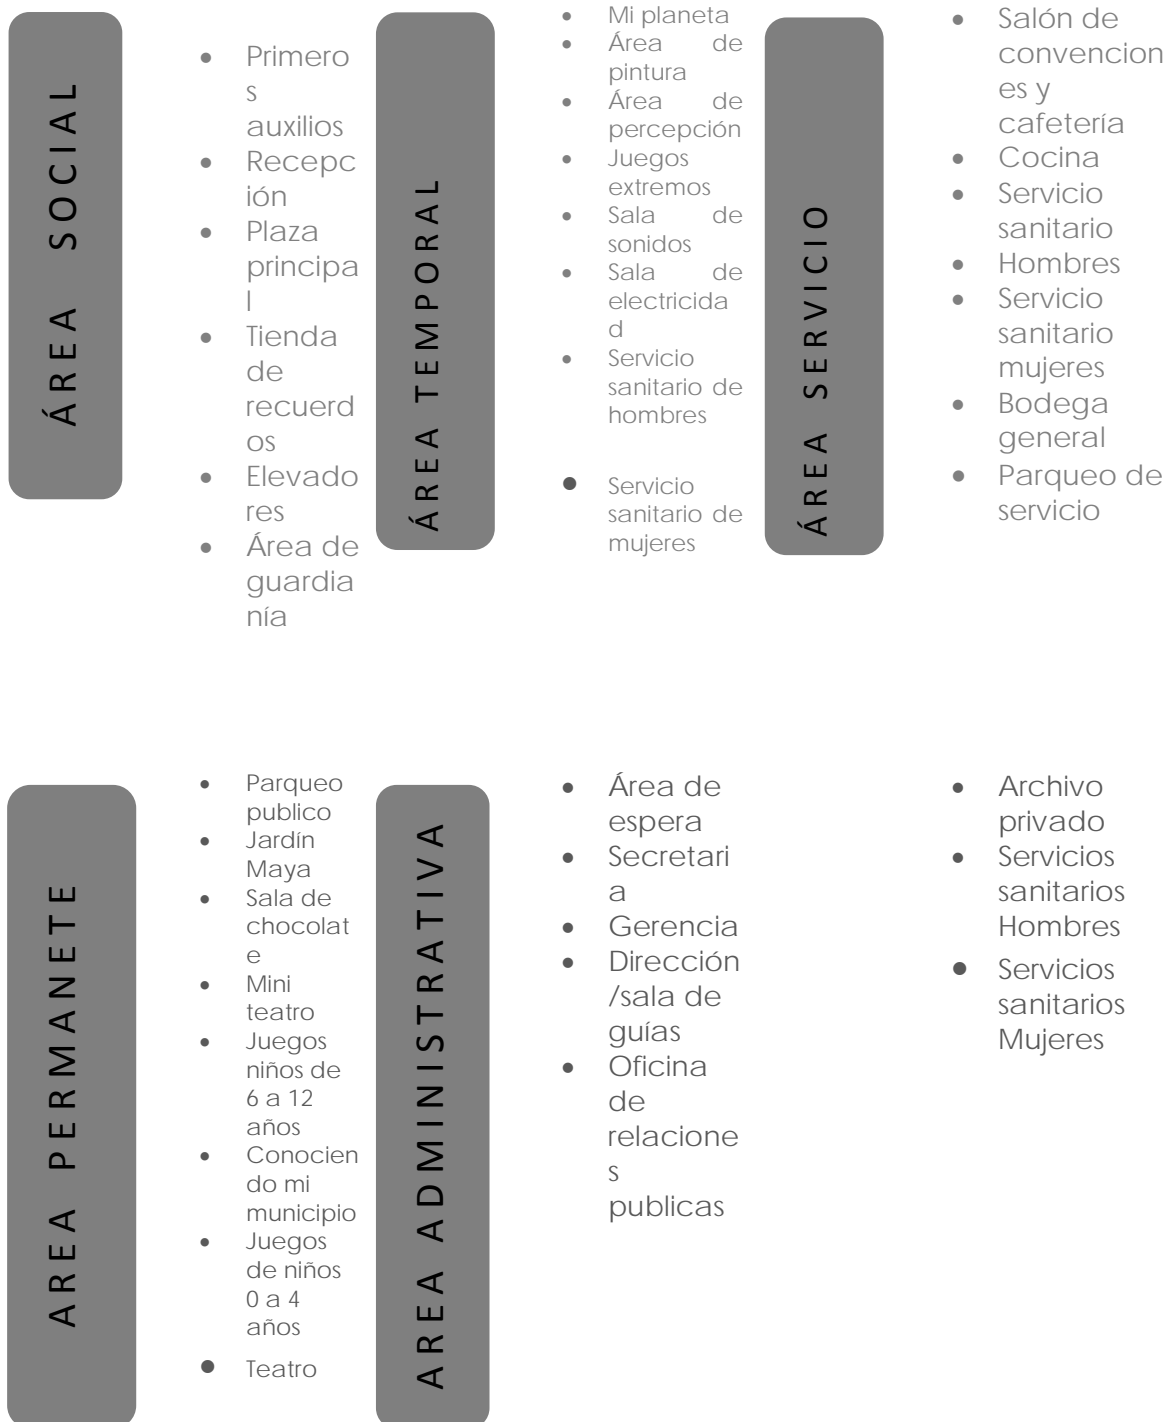 ÁREA SOCIAL
• Primero
s
auxilios
• Recepc
ión
• Plaza
principa
l
• Tienda
de
recuerd
os
• Elevado
res
• Área de
guardia
nía
ÁREA TEMPORAL
• Mi planeta
• Área de
pintura
• Área de
percepción
• Juegos
extremos
• Sala de
sonidos
• Sala de
electricida
d
• Servicio
sanitario de
hombres
• Servicio
sanitario de
mujeres
ÁREA SERVICIO
• Salón de
convencion
es y
cafetería
• Cocina
• Servicio
sanitario
• Hombres
• Servicio
sanitario
mujeres
• Bodega
general
• Parqueo de
servicio
AREA PERMANETE
• Parqueo
publico
• Jardín
Maya
• Sala de
chocolat
e
• Mini
teatro
• Juegos
niños de
6 a 12
años
• Conocien
do mi
municipio
• Juegos
de niños
0 a 4
años
• Teatro
AREA ADMINISTRATIVA
• Área de
espera
• Secretari
a
• Gerencia
• Dirección
/sala de
guías
• Oficina
de
relacione
s
publicas
• Archivo
privado
• Servicios
sanitarios
Hombres
• Servicios
sanitarios
Mujeres